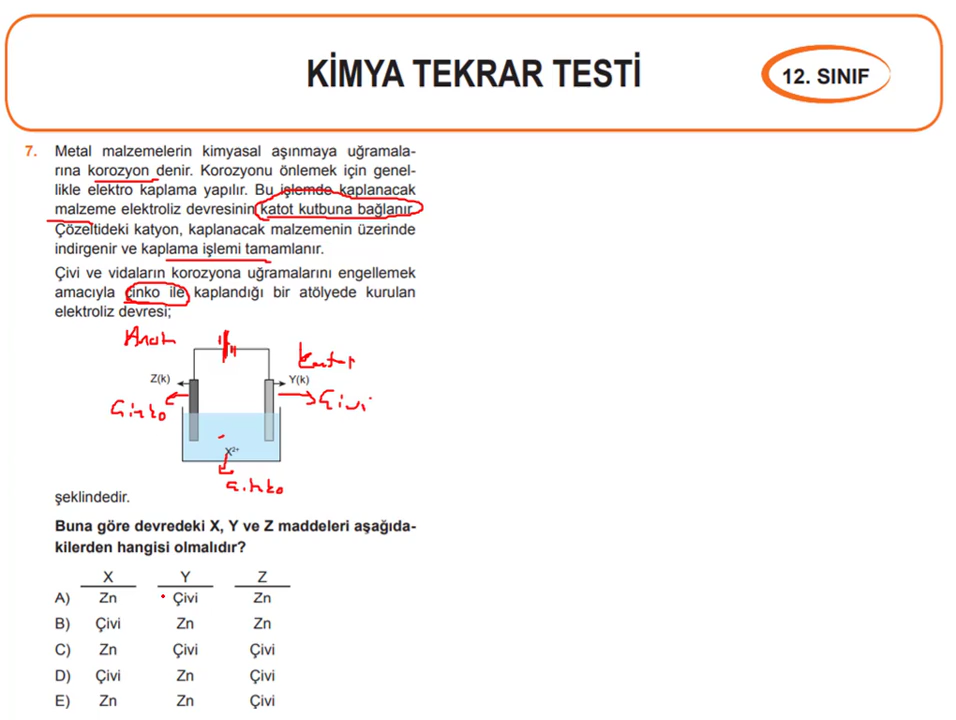 KİMYA TEKRAR TESTİ
12. SINIF
7. Metal malzemelerin kimyasal aşınmaya uğramala-
rına korozyon denir. Korozyonu önlemek için genel-
likle elektro kaplama yapılır. Bu işlemde kaplanacak
malzeme elektroliz devresinin katot kutbuna bağlanır.
Çözeltideki katyon, kaplanacak malzemenin üzerinde
indirgenir ve kaplama işlemi tamamlanır.
Çivi ve vidaların korozyona uğramalarını engellemek
amacıyla çinko ile kaplandığı bir atölyede kurulan
elektroliz devresi;
Anot
Katot
Z(k)
Y(k)
Çinko
Çivi
X²⁺
Çinko
şeklindedir.
Buna göre devredeki X, Y ve Z maddeleri aşağıda-
kilerden hangisi olmalıdır?
X Y Z
A) Zn Çivi Zn
B) Çivi Zn Zn
C) Zn Çivi Çivi
D) Çivi Zn Çivi
E) Zn Zn Çivi